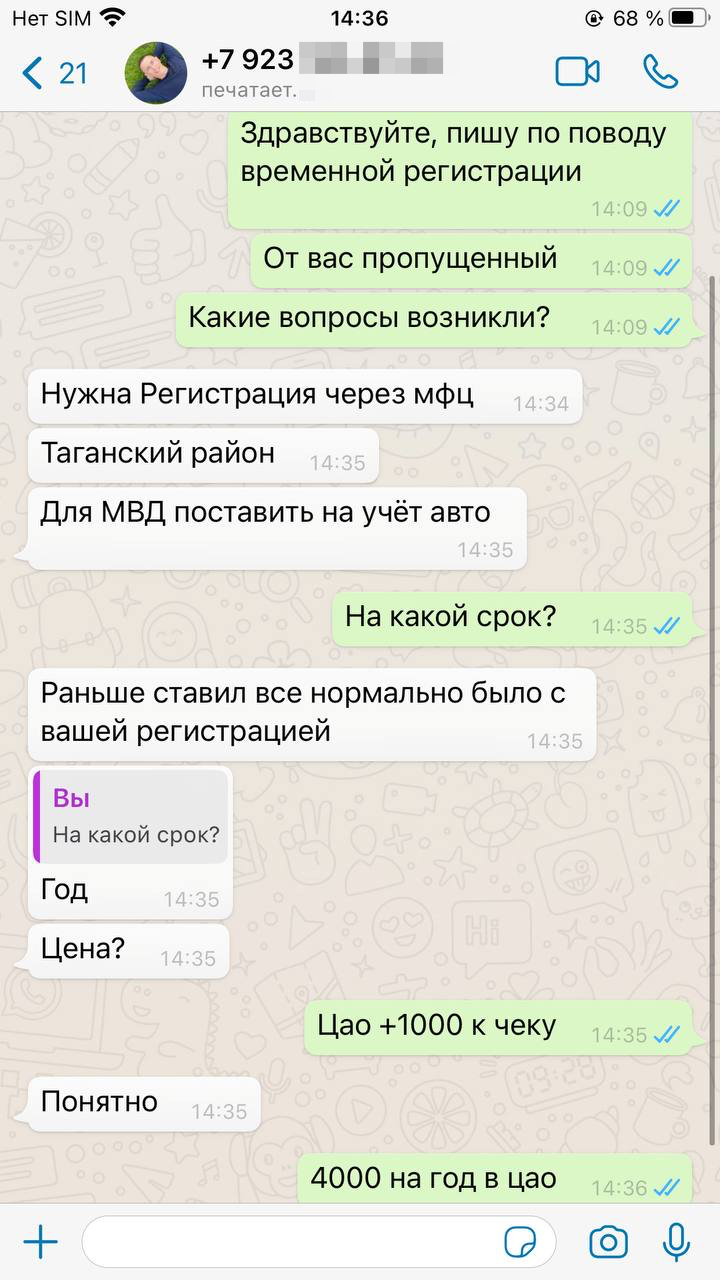 Нет SIM 14:36 68 %
21 +7 923
печатает.
Здравствуйте, пишу по поводу
временной регистрации
14:09
От вас пропущенный 14:09
Какие вопросы возникли? 14:09
Нужна Регистрация через мфц 14:34
Таганский район 14:35
Для МВД поставить на учёт авто
14:35
На какой срок? 14:35
Раньше ставил все нормально было с
вашей регистрацией 14:35
Вы
На какой срок?
Год 14:35
Цена? 14:35
Цао +1000 к чеку 14:35
Понятно 14:35
4000 на год в цао 14:36